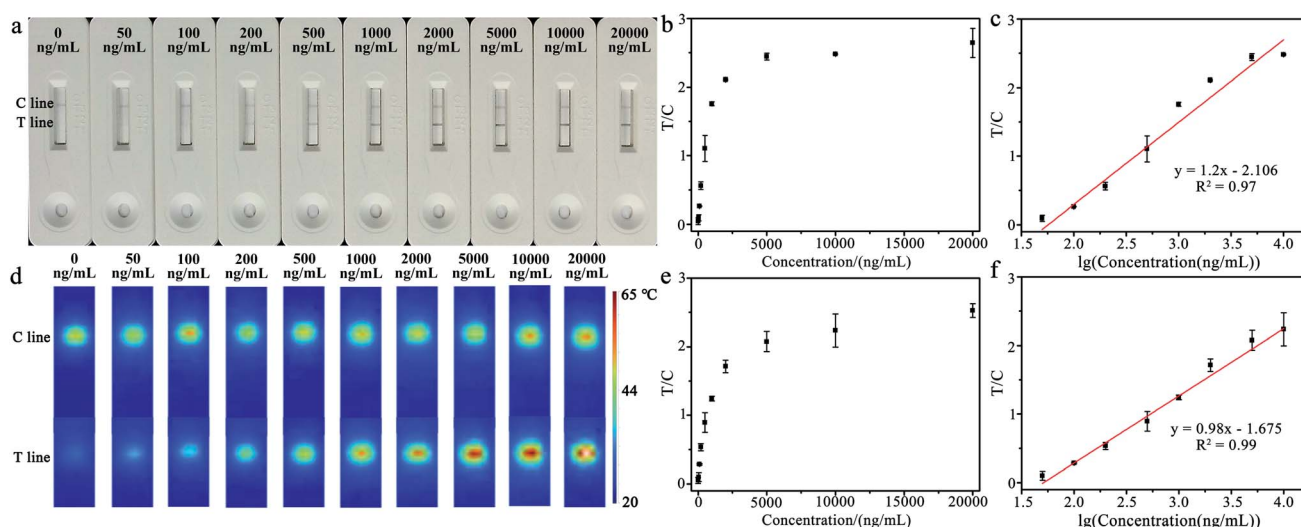 a
0 50 100 200 500 1000 2000 5000 10000 20000
ng/mL ng/mL ng/mL ng/mL ng/mL ng/mL ng/mL ng/mL ng/mL ng/mL
C line
T line
b
3
2
1
0
T/C
0 5000 10000 15000 20000
Concentration/(ng/mL)
c
3
2
1
0
T/C
y = 1.2x - 2.106
R² = 0.97
1.5 2.0 2.5 3.0 3.5 4.0
lg(Concentration(ng/mL))
d
0 50 100 200 500 1000 2000 5000 10000 20000
ng/mL ng/mL ng/mL ng/mL ng/mL ng/mL ng/mL ng/mL ng/mL ng/mL
C line
T line
65 ℃
44
20
e
3
2
1
0
T/C
0 5000 10000 15000 20000
Concentration/(ng/mL)
f
3
2
1
0
T/C
y = 0.98x - 1.675
R² = 0.99
1.5 2.0 2.5 3.0 3.5 4.0
lg(Concentration(ng/mL))